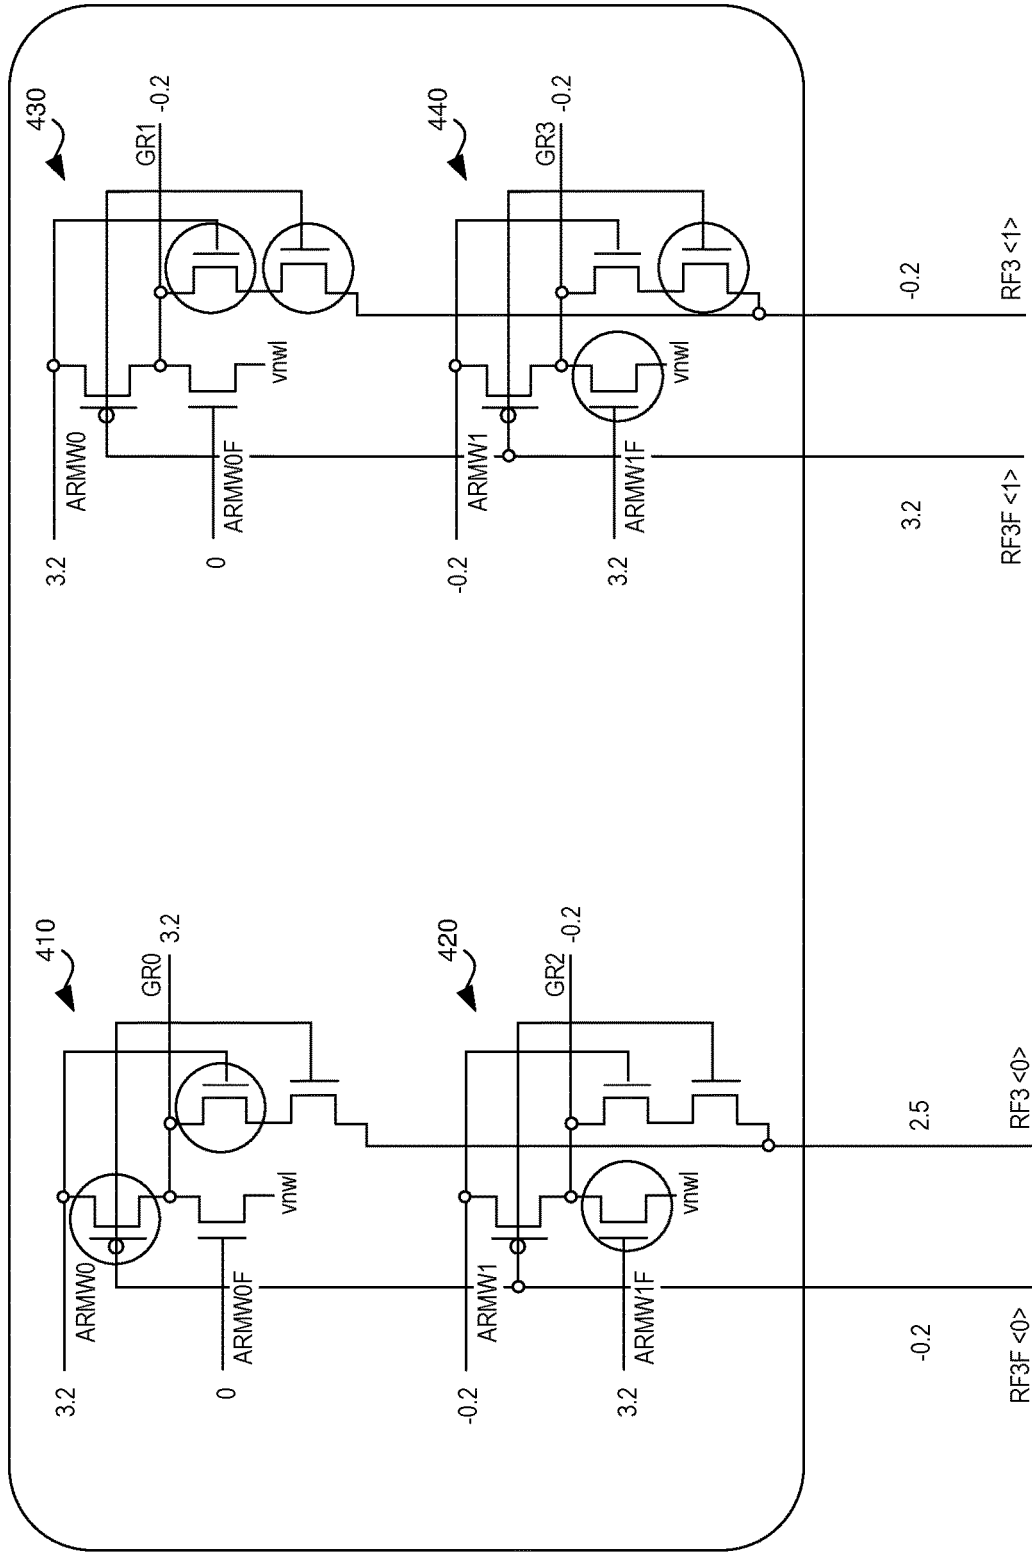 410
3.2
ARMW0
GR0
3.2
0
ARMW0F
vnwl
420
-0.2
ARMW1
GR2
-0.2
3.2
ARMW1F
vnwl
430
3.2
ARMW0
GR1
-0.2
0
ARMW0F
vnwl
440
-0.2
ARMW1
GR3
-0.2
3.2
ARMW1F
vnwl
-0.2
2.5
3.2
-0.2
RF3F <0>
RF3 <0>
RF3F <1>
RF3 <1>